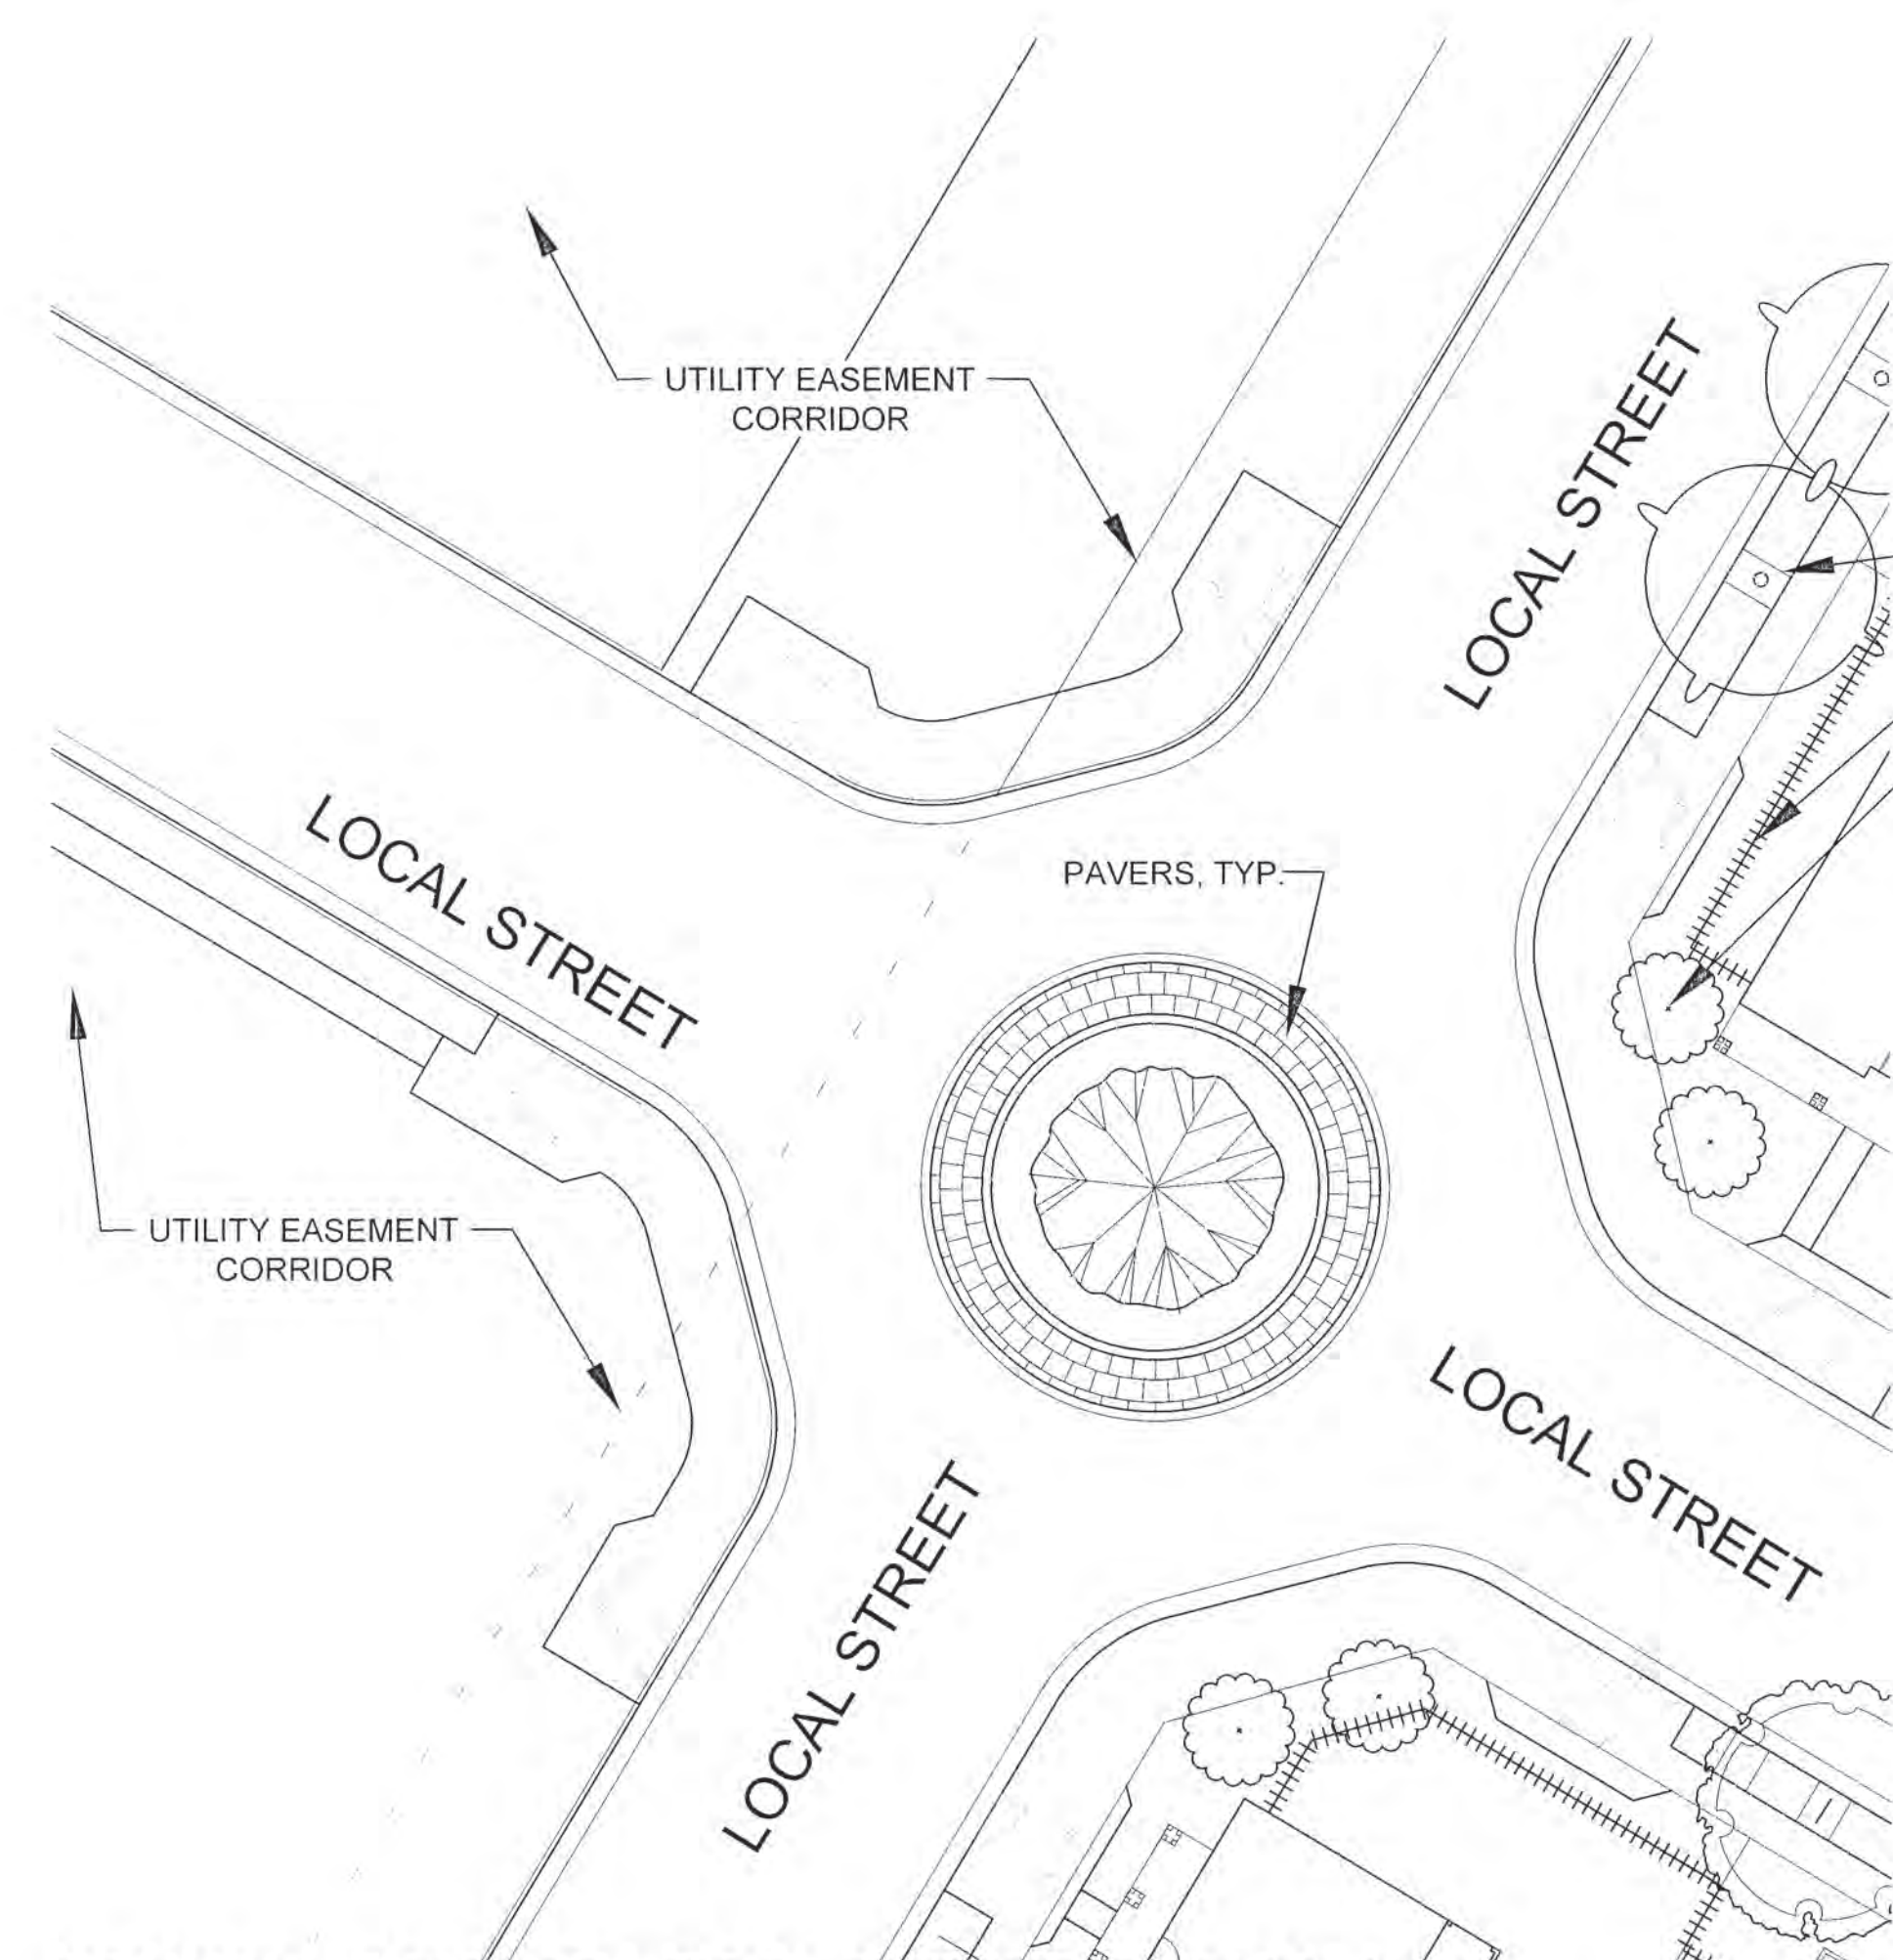 UTILITY EASEMENT
CORRIDOR
LOCAL STREET
LOCAL STREET
PAVERS, TYP.
UTILITY EASEMENT
CORRIDOR
LOCAL STREET
LOCAL STREET